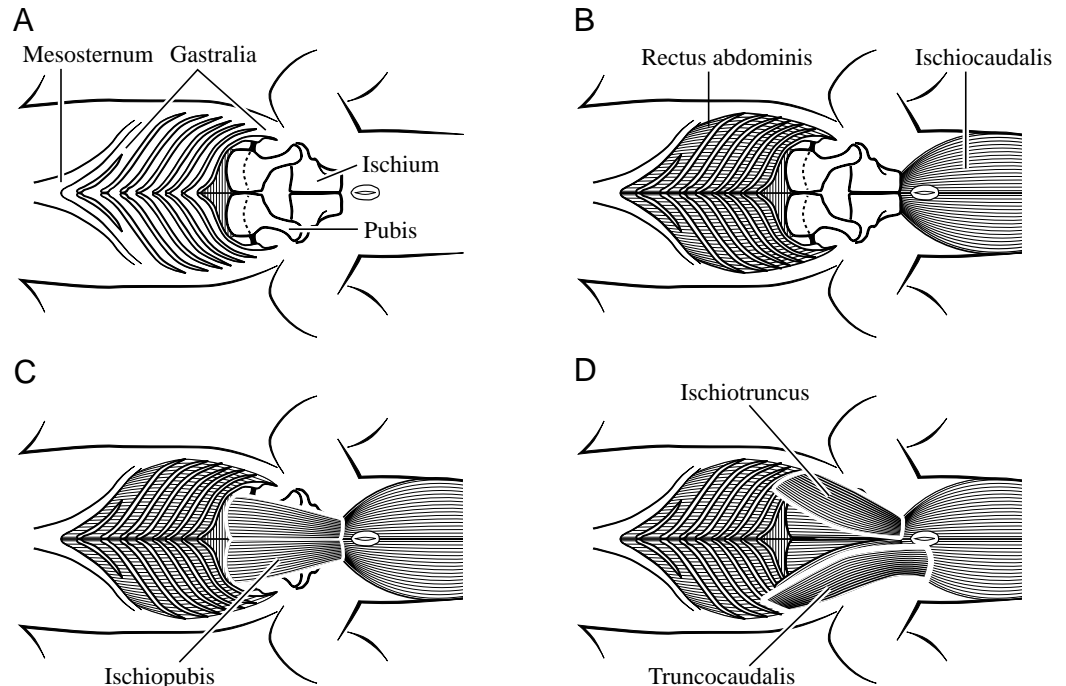 A
B
Mesosternum
Gastralia
Rectus abdominis
Ischiocaudalis
Ischium
Pubis
C
D
Ischiotruncus
Ischiopubis
Truncocaudalis